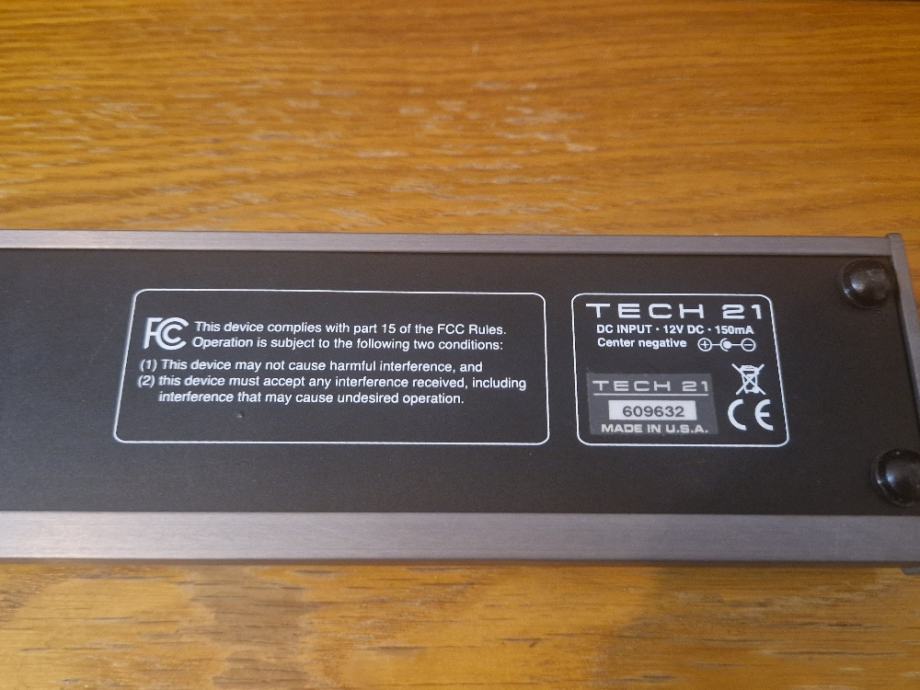 FC This device complies with part 15 of the FCC Rules.
Operation is subject to the following two conditions:
(1) This device may not cause harmful interference, and
(2) this device must accept any interference received, including
interference that may cause undesired operation.
TECH 21
DC INPUT · 12V DC · 150mA
Center negative
TECH 21
609632
MADE IN U.S.A.
CE